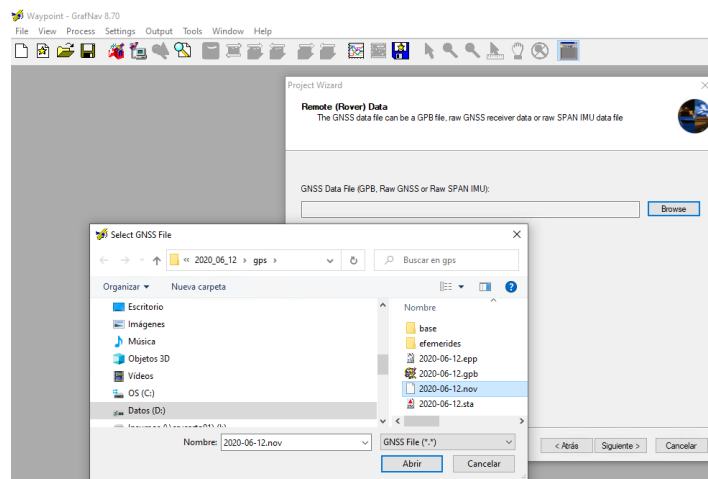 Waypoint - GrafNav 8.70
File View Process Settings Output Tools Window Help
Project Wizard
Remote (Rover) Data
The GNSS data file can be a GPB file, raw GNSS receiver data or raw SPAN IMU data file
GNSS Data File (GPB, Raw GNSS or Raw SPAN IMU):
Browse
Select GNSS File
« 2020_06_12 › gps ›
Buscar en gps
Organizar Nueva carpeta
Escritorio
Imágenes
Música
Objetos 3D
Vídeos
OS (C:)
Datos (D:)
Nombre
base
efemerides
2020-06-12.epp
2020-06-12.gpb
2020-06-12.nov
2020-06-12.sta
Nombre: 2020-06-12.nov
GNSS File (*.*)
Abrir Cancelar
< Atrás Siguiente > Cancelar